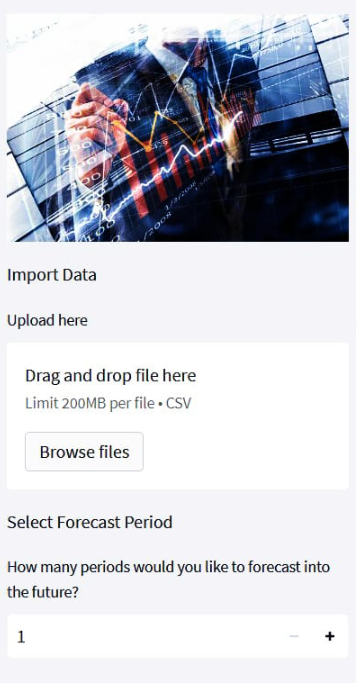 Import Data
Upload here
Drag and drop file here
Limit 200MB per file • CSV
Browse files
Select Forecast Period
How many periods would you like to forecast into
the future?
1